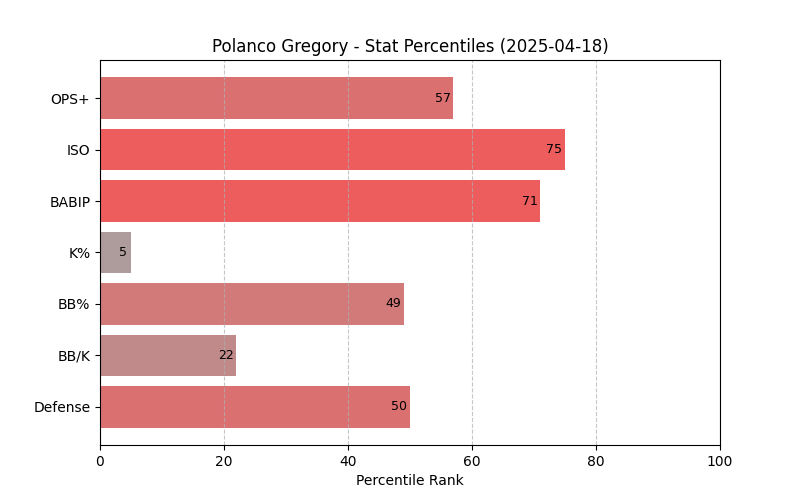 Polanco Gregory - Stat Percentiles (2025-04-18)
OPS+ 57
ISO 75
BABIP 71
K% 5
BB% 49
BB/K 22
Defense 50
0 20 40 60 80 100
Percentile Rank